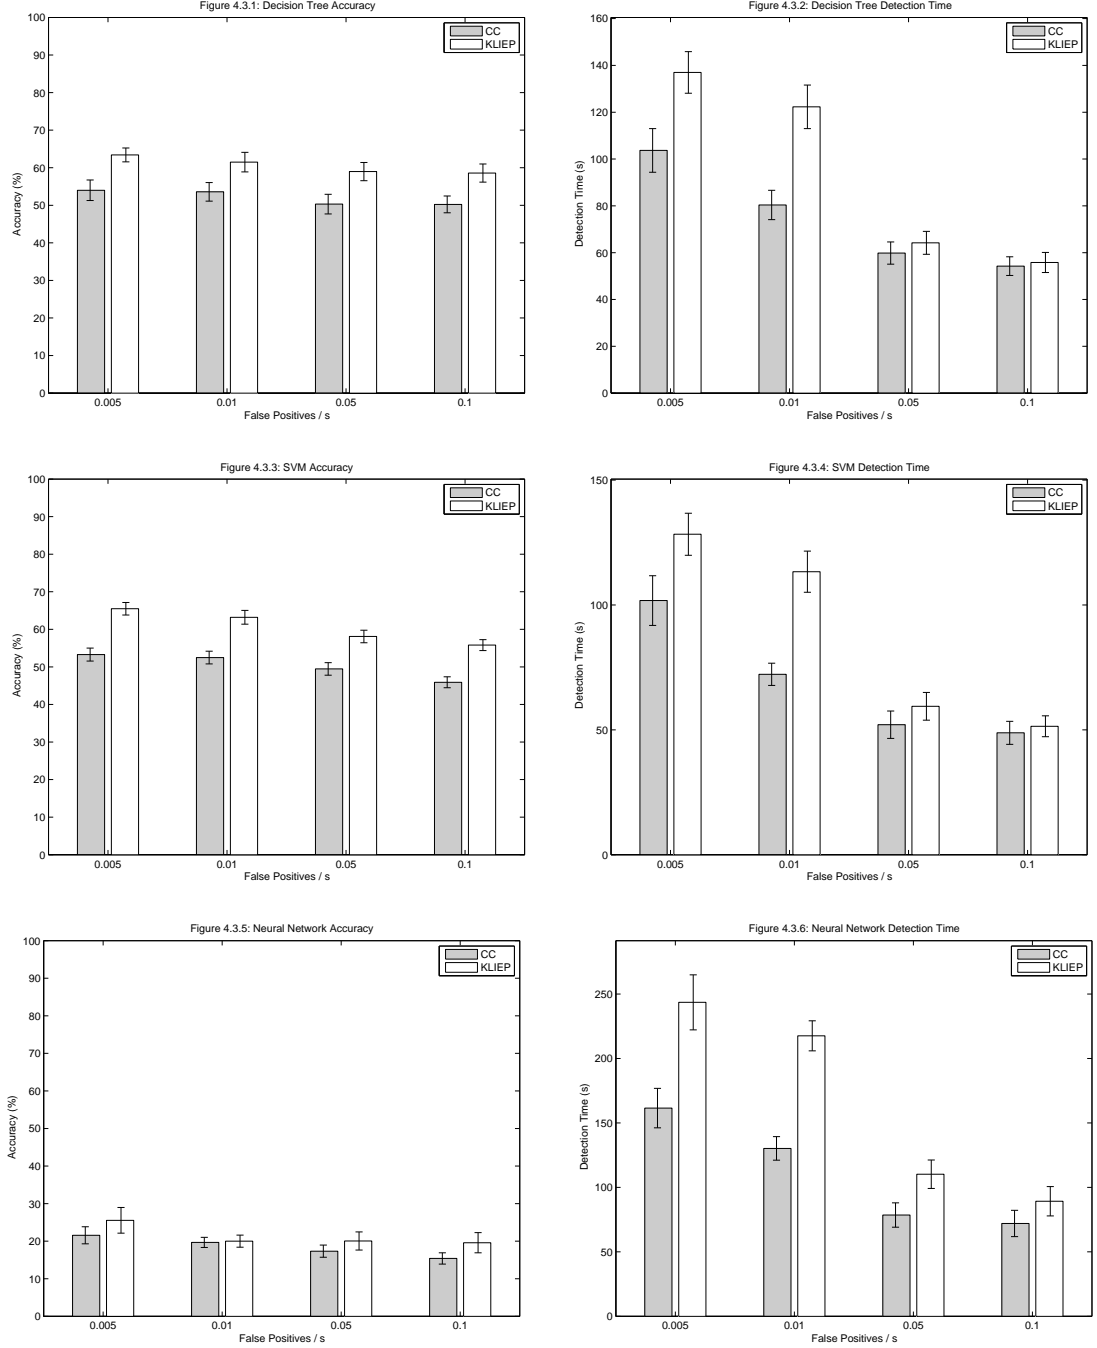 Figure 4.3.1: Decision Tree Accuracy
100
90
80
70
60
50
40
30
20
10
0
Accuracy (%)
CC
KLIEP
0.005
0.01
0.05
0.1
False Positives / s
Figure 4.3.2: Decision Tree Detection Time
160
140
120
100
80
60
40
20
0
Detection Time (s)
CC
KLIEP
0.005
0.01
0.05
0.1
False Positives / s
Figure 4.3.3: SVM Accuracy
100
90
80
70
60
50
40
30
20
10
0
Accuracy (%)
CC
KLIEP
0.005
0.01
0.05
0.1
False Positives / s
Figure 4.3.4: SVM Detection Time
150
100
50
0
Detection Time (s)
CC
KLIEP
0.005
0.01
0.05
0.1
False Positives / s
Figure 4.3.5: Neural Network Accuracy
100
90
80
70
60
50
40
30
20
10
0
Accuracy (%)
CC
KLIEP
0.005
0.01
0.05
0.1
False Positives / s
Figure 4.3.6: Neural Network Detection Time
250
200
150
100
50
0
Detection Time (s)
CC
KLIEP
0.005
0.01
0.05
0.1
False Positives / s